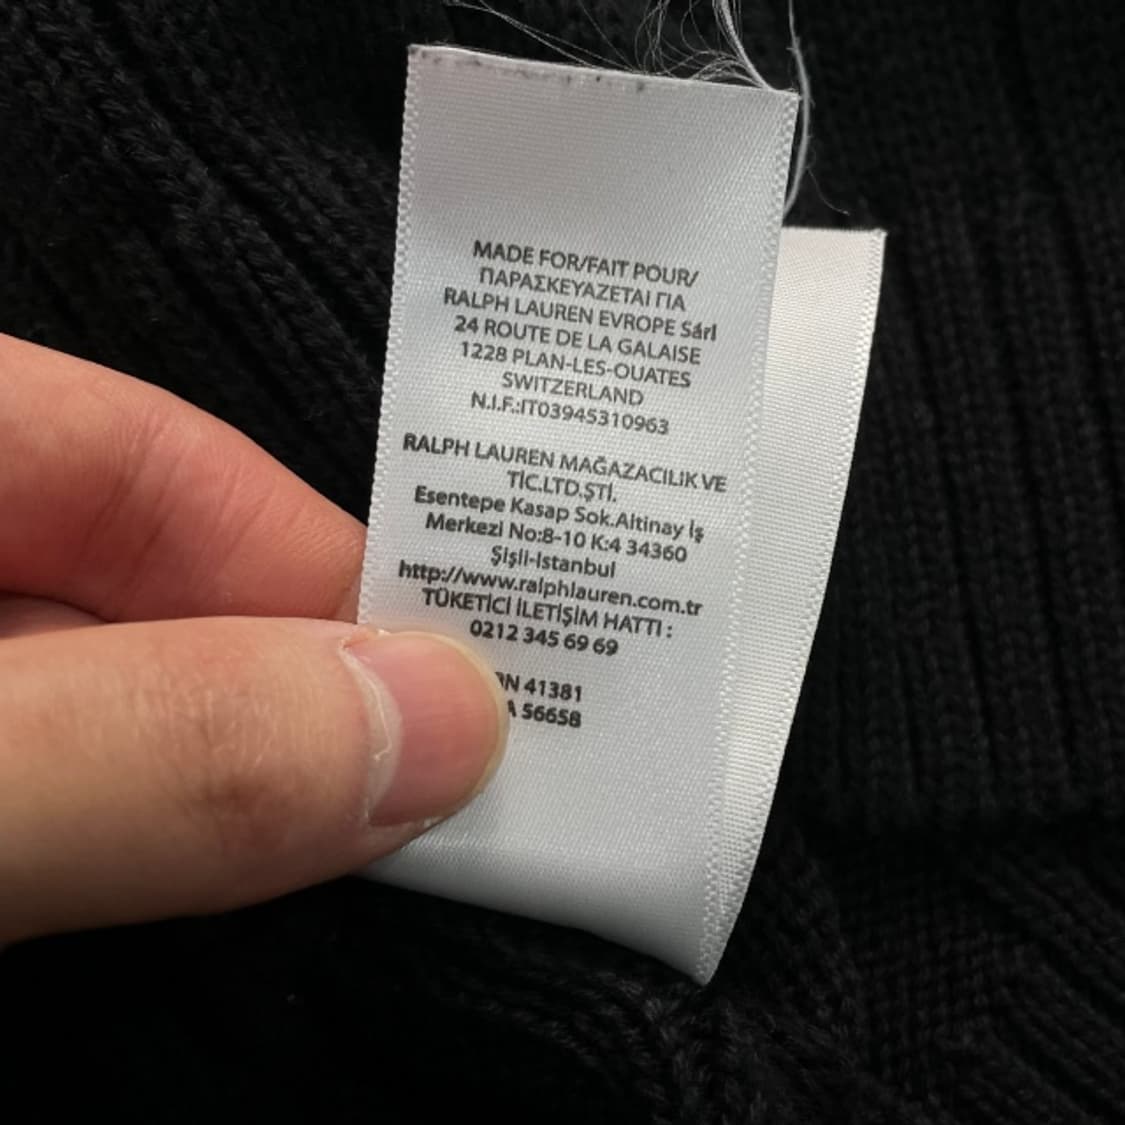 MADE FOR/FAIT POUR/
ΠΑΡΑΣΚΕΥΑΖΕΤΑΙ ΓΙΑ
RALPH LAUREN EVROPE Sárl
24 ROUTE DE LA GALAISE
1228 PLAN-LES-OUATES
SWITZERLAND
N.I.F.:IT03945310963
RALPH LAUREN MAĞAZACILIK VE
TİC.LTD.ŞTİ.
Esentepe Kasap Sok.Altinay İş
Merkezi No:8-10 K:4 34360
Şişli-Istanbul
http://www.ralphlauren.com.tr
TÜKETİCİ İLETİŞİM HATTI :
0212 345 69 69
41381
56658